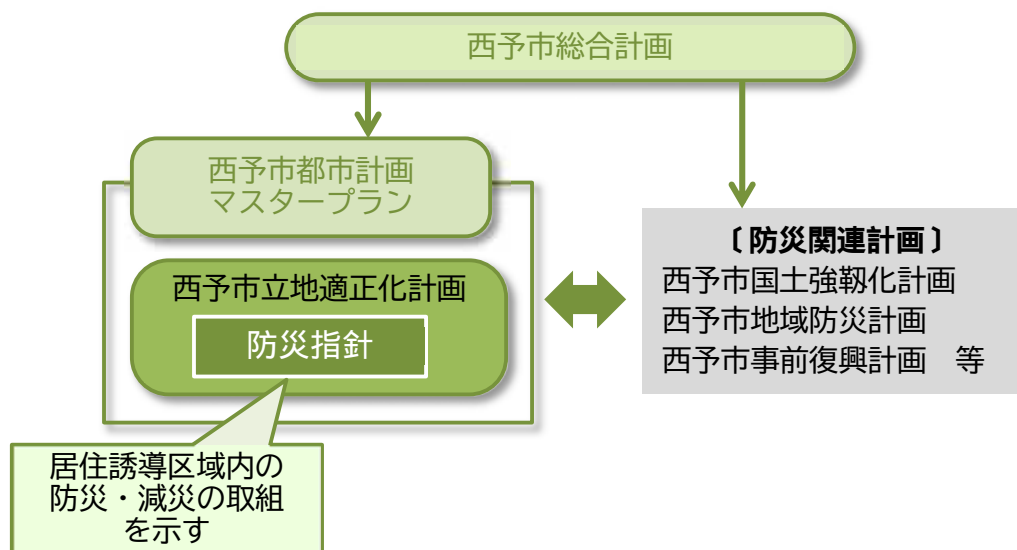 西予市総合計画
西予市都市計画
マスタープラン
西予市立地適正化計画
防災指針
居住誘導区域内の
防災・減災の取組
を示す
〔防災関連計画〕
西予市国土強靱化計画
西予市地域防災計画
西予市事前復興計画　等